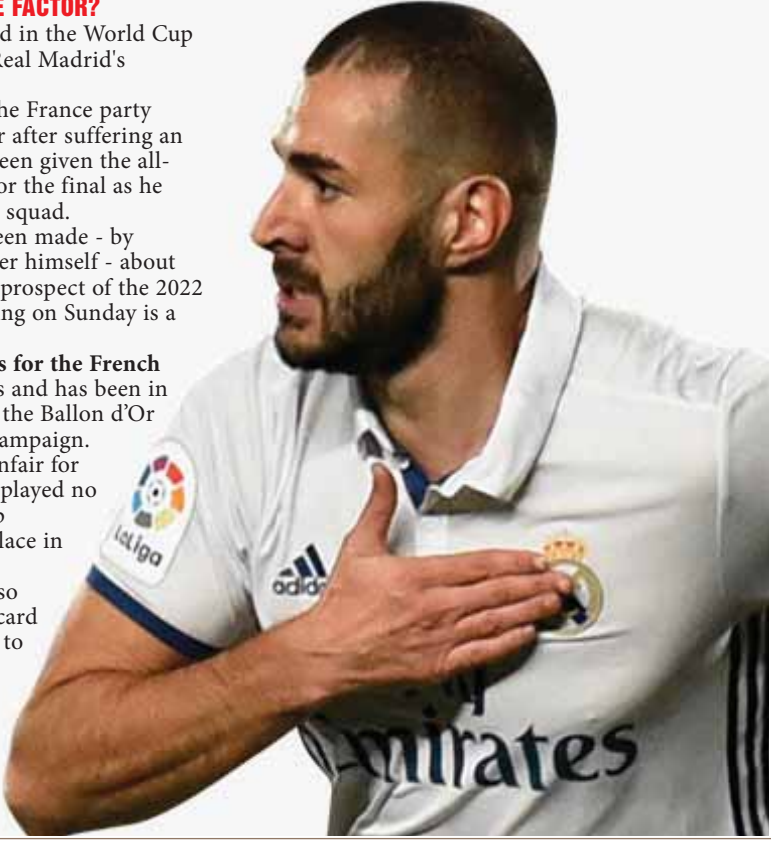 E FACTOR?
d in the World Cup
Real Madrid's
he France party
r after suffering an
een given the all-
or the final as he
squad.
een made - by
er himself - about
prospect of the 2022
ng on Sunday is a
s for the French
s and has been in
the Ballon d’Or
ampaign.
nfair for
played no
lace in
so
card
to
LaLiga
adid
mirates